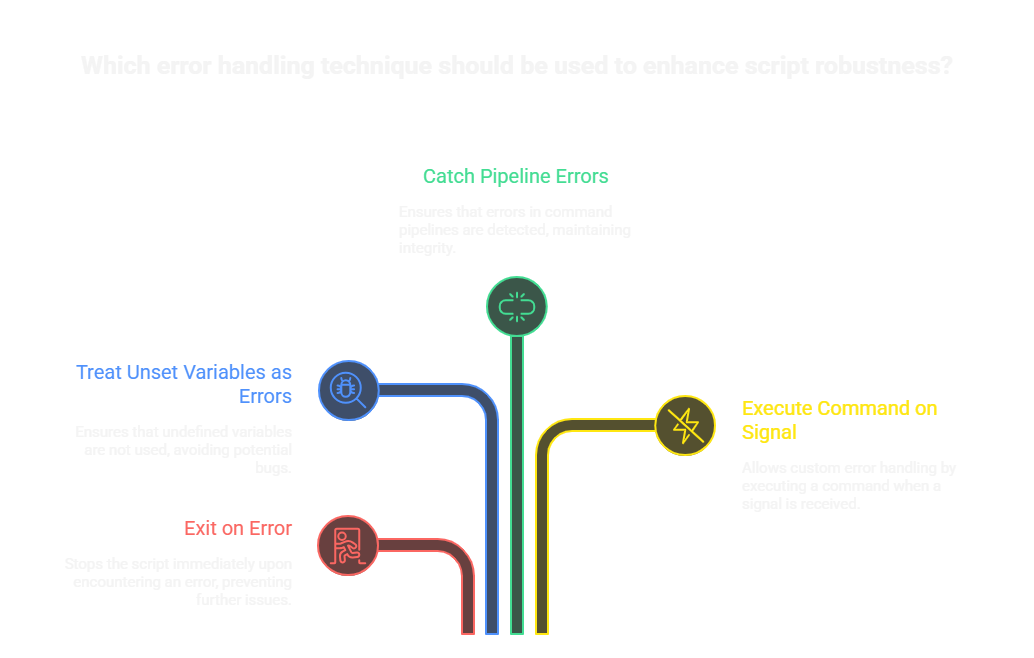 Which error handling technique should be used to enhance script robustness?
Catch Pipeline Errors
Ensures that errors in command
pipelines are detected, maintaining
integrity.
Treat Unset Variables as
Errors
Ensures that undefined variables
are not used, avoiding potential
bugs.
Execute Command on
Signal
Allows custom error handling by
executing a command when a
signal is received.
Exit on Error
Stops the script immediately upon
encountering an error, preventing
further issues.